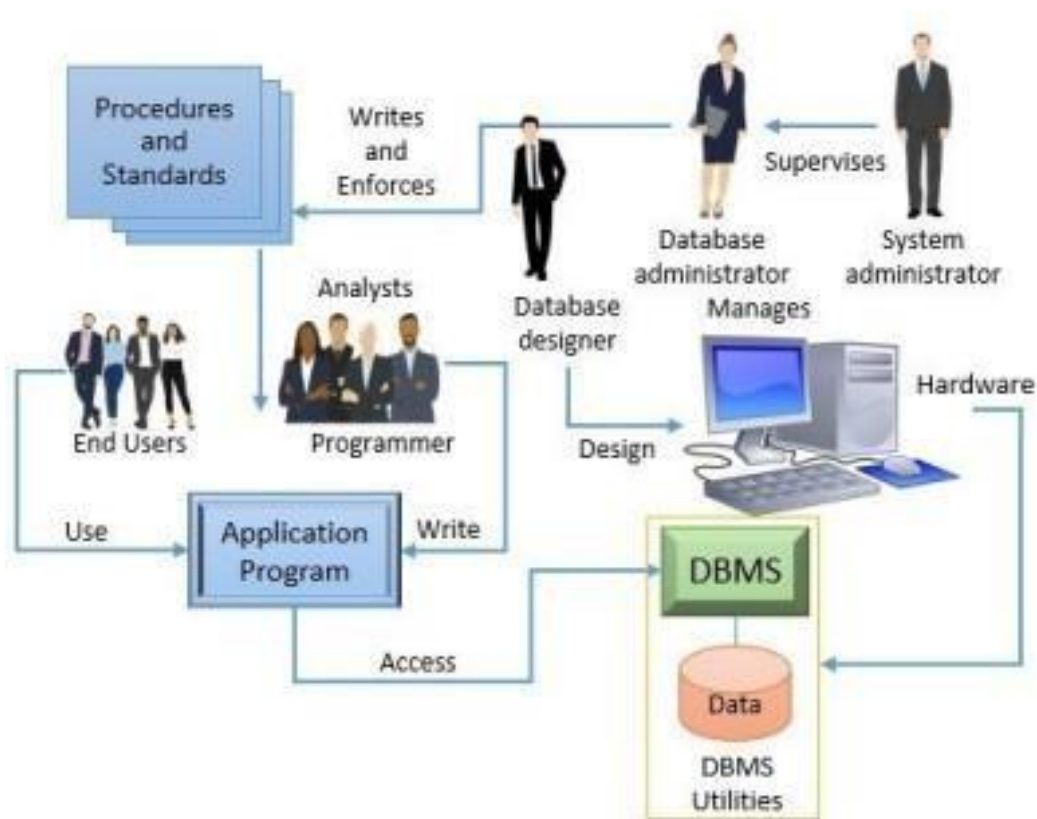 Procedures
and
Standards
Writes
and
Enforces
Supervises
Database
administrator
Manages
System
administrator
Database
designer
Analysts
Programmer
End Users
Hardware
Design
Use
Application
Program
Write
Access
DBMS
Data
DBMS
Utilities